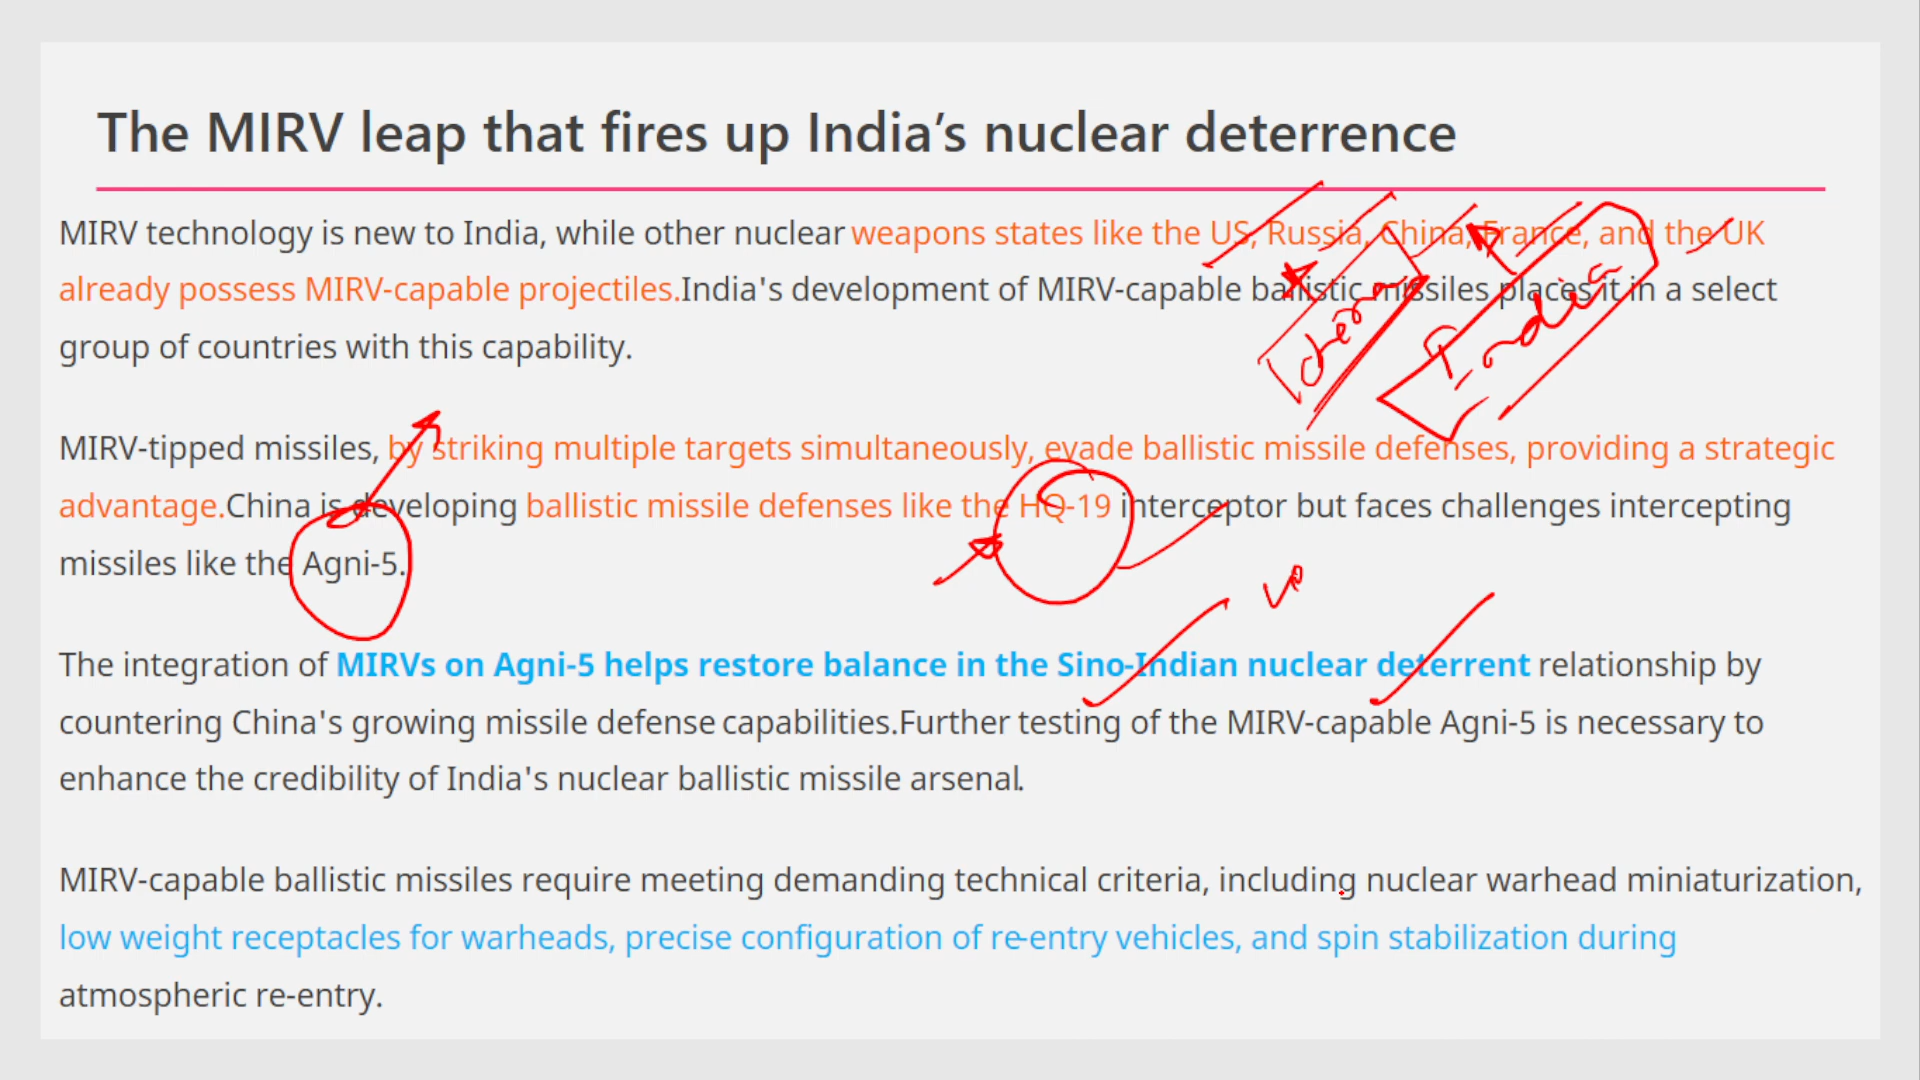 The MIRV leap that fires up India’s nuclear deterrence
MIRV technology is new to India, while other nuclear weapons states like the US, Russia, China, France, and the UK
already possess MIRV-capable projectiles.India's development of MIRV-capable ballistic missiles places it in a select
group of countries with this capability.
India
MIRV-tipped missiles, by striking multiple targets simultaneously, evade ballistic missile defenses, providing a strategic
advantage.China is developing ballistic missile defenses like the HQ-19 interceptor but faces challenges intercepting
missiles like the Agni-5.
The integration of MIRVs on Agni-5 helps restore balance in the Sino-Indian nuclear deterrent relationship by
countering China's growing missile defense capabilities.Further testing of the MIRV-capable Agni-5 is necessary to
enhance the credibility of India's nuclear ballistic missile arsenal.
MIRV-capable ballistic missiles require meeting demanding technical criteria, including nuclear warhead miniaturization,
low weight receptacles for warheads, precise configuration of re-entry vehicles, and spin stabilization during
atmospheric re-entry.